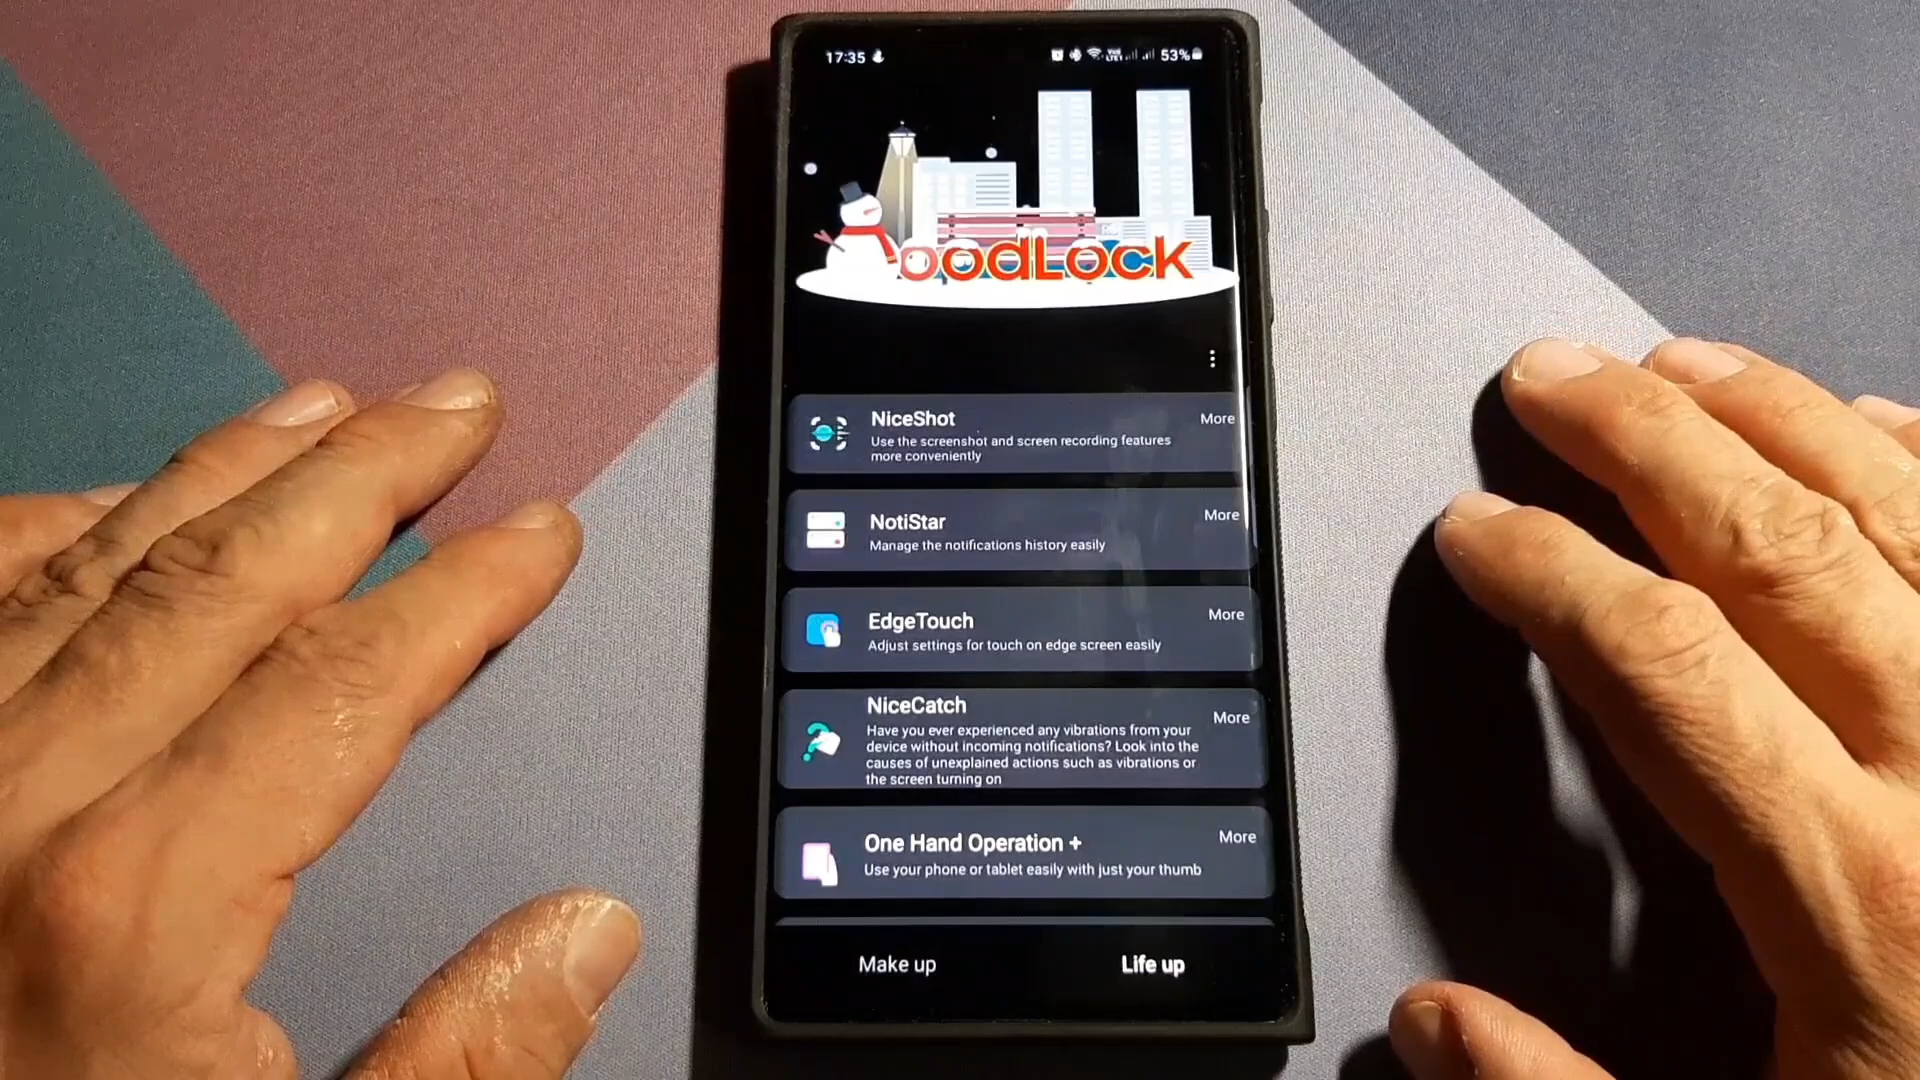 17:35
53%
oodLock
NiceShot
More
Use the screenshot and screen recording features
more conveniently
NotiStar
More
Manage the notifications history easily
EdgeTouch
More
Adjust settings for touch on edge screen easily
NiceCatch
More
Have you ever experienced any vibrations from your
device without incoming notifications? Look into the
causes of unexplained actions such as vibrations or
the screen turning on
One Hand Operation +
More
Use your phone or tablet easily with just your thumb
Make up
Life up